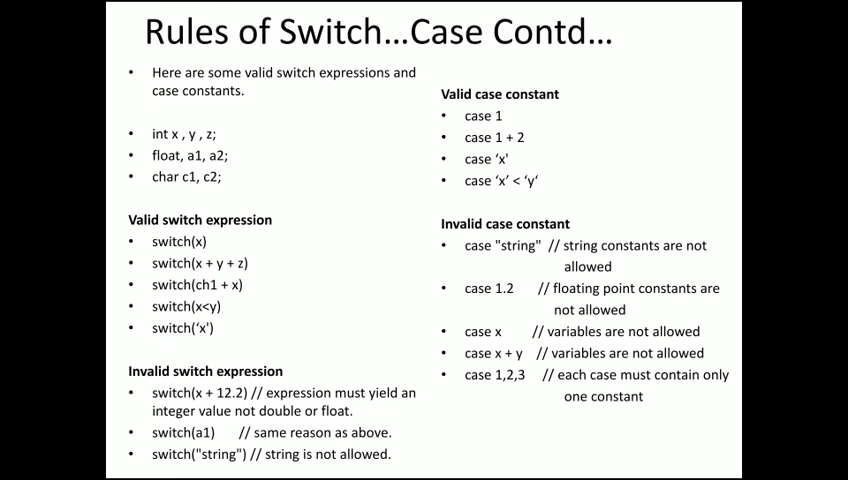 Rules of Switch...Case Contd...
• Here are some valid switch expressions and
case constants.
• int x , y , z;
• float, a1, a2;
• char c1, c2;
Valid switch expression
• switch(x)
• switch(x + y + z)
• switch(ch1 + x)
• switch(x<y)
• switch(‘x')
Invalid switch expression
• switch(x + 12.2) // expression must yield an
integer value not double or float.
• switch(a1) // same reason as above.
• switch("string") // string is not allowed.
Valid case constant
• case 1
• case 1 + 2
• case ‘x'
• case ‘x’ < ‘y‘
Invalid case constant
• case "string" // string constants are not
allowed
• case 1.2 // floating point constants are
not allowed
• case x // variables are not allowed
• case x + y // variables are not allowed
• case 1,2,3 // each case must contain only
one constant